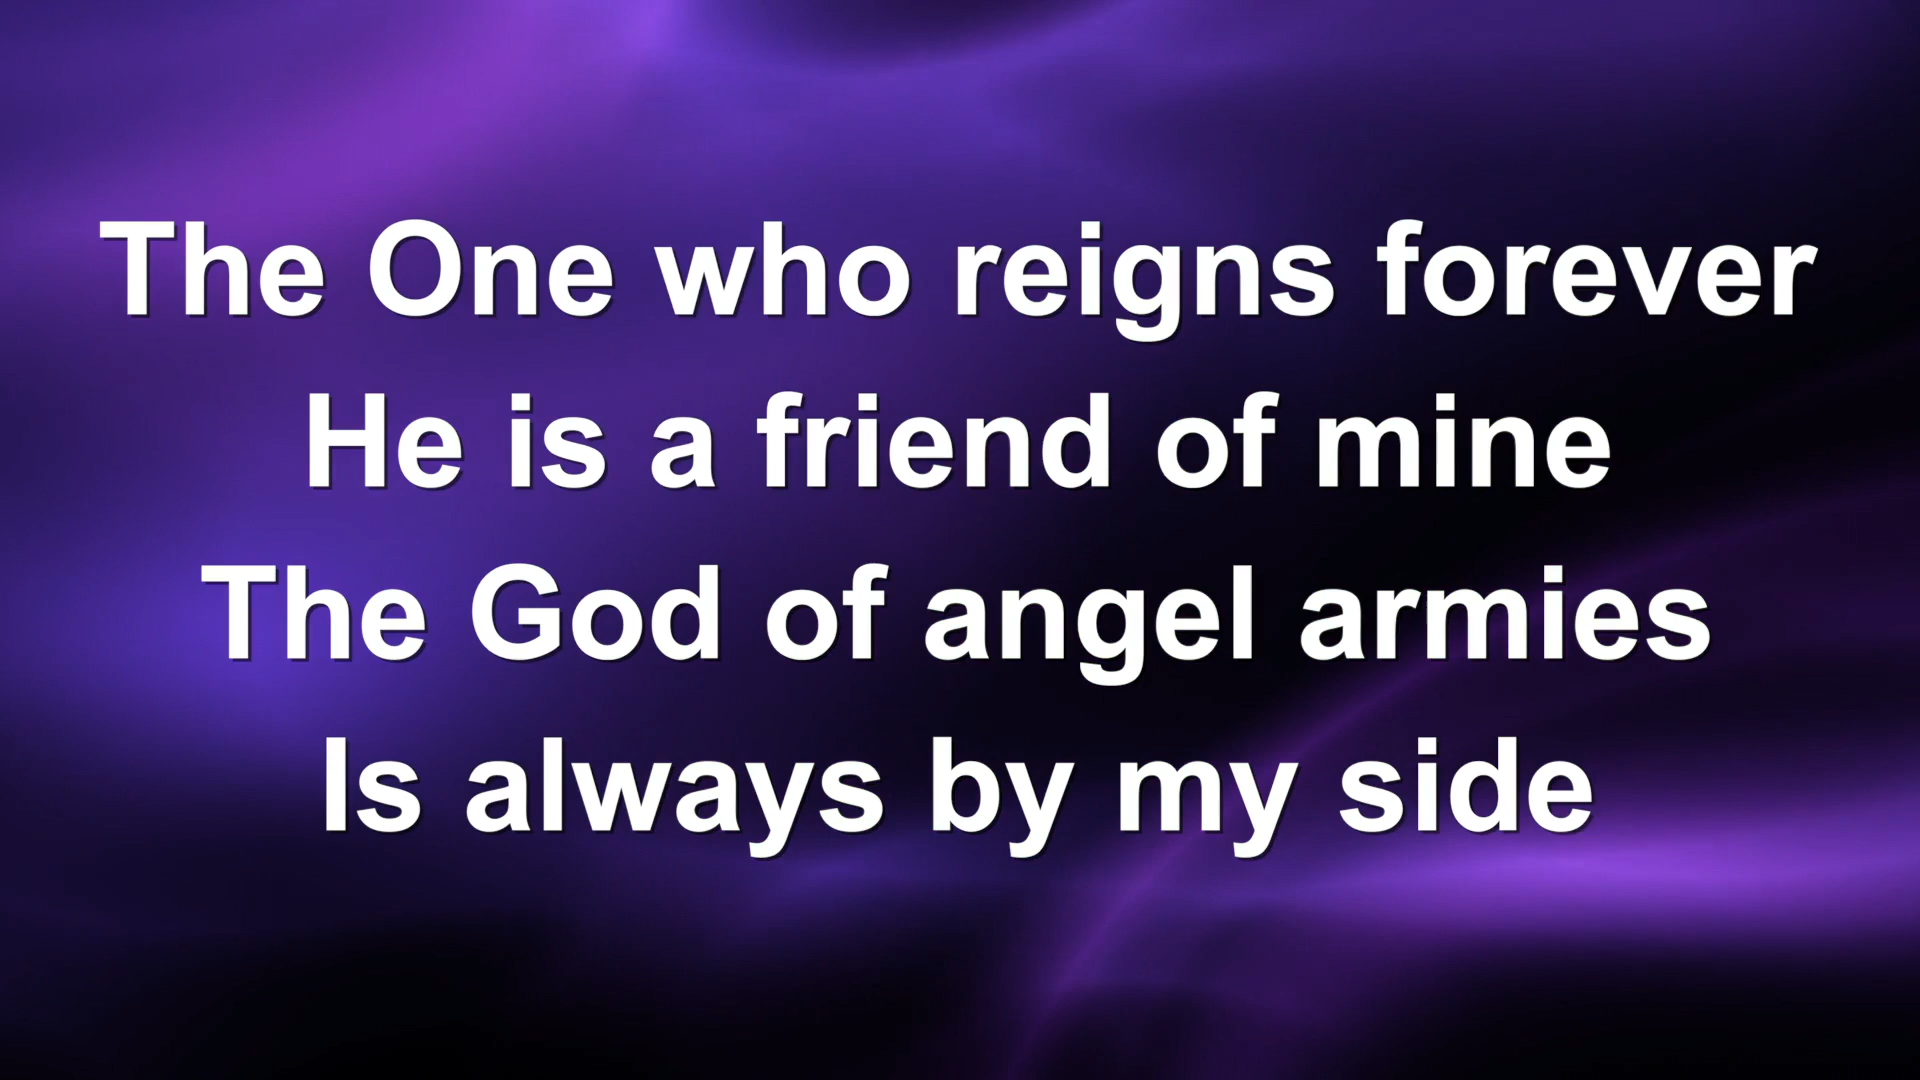 The One who reigns forever
He is a friend of mine
The God of angel armies
Is always by my side